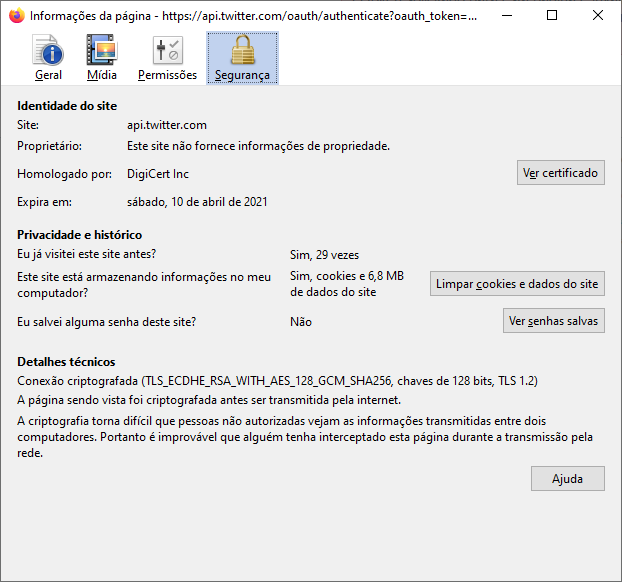 Informações da página - https://api.twitter.com/oauth/authenticate?oauth_token=...
Geral
Mídia
Permissões
Segurança
Identidade do site
Site: api.twitter.com
Proprietário: Este site não fornece informações de propriedade.
Homologado por: DigiCert Inc
Ver certificado
Expira em: sábado, 10 de abril de 2021
Privacidade e histórico
Eu já visitei este site antes? Sim, 29 vezes
Este site está armazenando informações no meu
computador?
Sim, cookies e 6,8 MB
de dados do site
Limpar cookies e dados do site
Eu salvei alguma senha deste site? Não
Ver senhas salvas
Detalhes técnicos
Conexão criptografada (TLS_ECDHE_RSA_WITH_AES_128_GCM_SHA256, chaves de 128 bits, TLS 1.2)
A página sendo vista foi criptografada antes ser transmitida pela internet.
A criptografia torna difícil que pessoas não autorizadas vejam as informações transmitidas entre dois
computadores. Portanto é improvável que alguém tenha interceptado esta página durante a transmissão pela
rede.
Ajuda